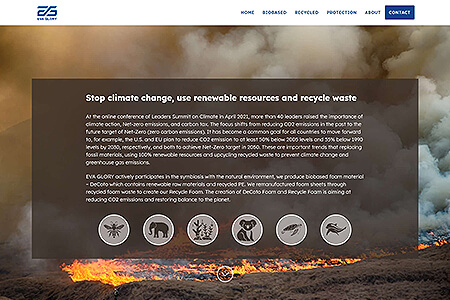 EVA GLORY
HOME BIOBASED RECYCLED PROTECTION ABOUT CONTACT
Stop climate change, use renewable resources and recycle waste
At the online conference of Leaders Summit on Climate in April 2021, more than 40 leaders raised the importance of
climate action, Net-zero emissions, and carbon tax. The focus shifts from reducing CO2 emissions in the past to the
future target of Net-Zero (zero carbon emissions). It has become a common goal for all countries to move forward
to, for example, the U.S. and EU plan to reduce CO2 emission to at least 50% below 2005 levels and 55% below 1990
levels by 2030, respectively, and both to achieve Net-Zero target in 2050. These are important trends that replacing
fossil materials, using 100% renewable resources and upcycling recycled waste to prevent climate change and
greenhouse gas emissions.
EVA GLORY actively participates in the symbiosis with the natural environment, we produce biobased foam material
– DeCoto which contains renewable raw materials and recycled PE. We remanufactured foam sheets through
recycled foam waste to create our Recycle Foam. The creation of DeCoto Foam and Recycle Foam is aiming at
reducing CO2 emissions and restoring balance to the planet.